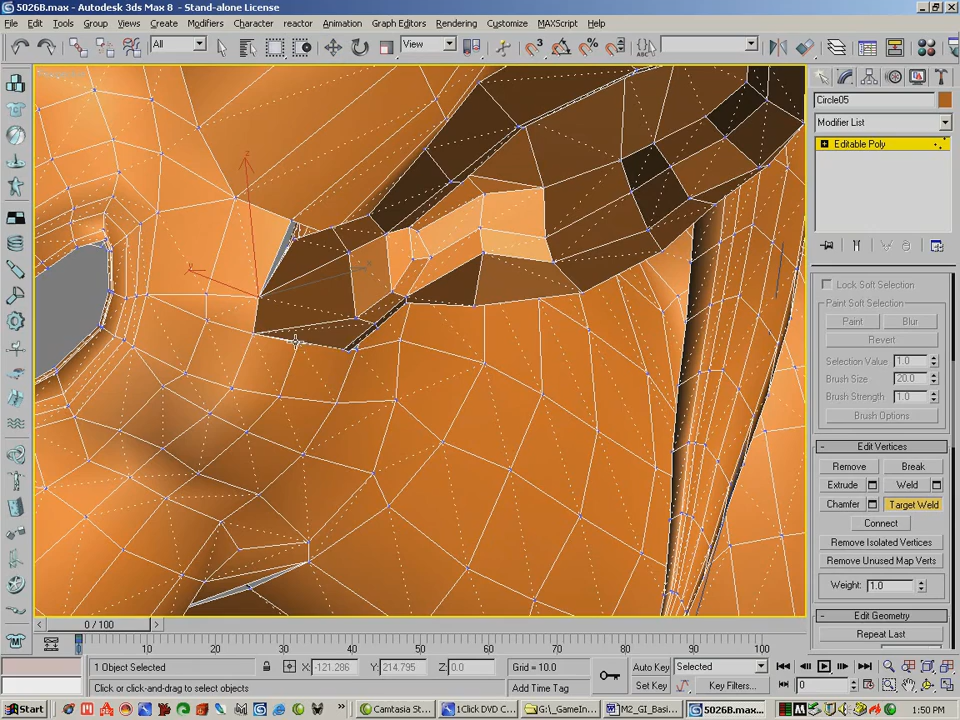 5026B.max - Autodesk 3ds Max 8 - Stand-alone License
File Edit Tools Group Views Create Modifiers Character reactor Animation Graph Editors Rendering Customize MAXScript Help
All View
Circle05
Modifier List
Editable Poly
Lock Soft Selection
Paint Soft Selection
Paint Blur
Revert
Selection Value 1.0
Brush Size 20.0
Brush Strength 1.0
Brush Options
- Edit Vertices
Remove Break
Extrude Weld
Chamfer Target Weld
Connect
Remove Isolated Vertices
Remove Unused Map Verts
Weight: 1.0
- Edit Geometry
Repeat Last
< 0 / 100 >
10 20 30 40 50 60 70 80 90 100
1 Object Selected X: -121.286 Y: 214.795 Z: 0.0 Grid = 10.0 Auto Key Selected
Click or click-and-drag to select objects Add Time Tag Set Key Key Filters... 0
Start » Camtasia St... 1Click DVD C... G:\_GameIn... M2_GI_Basi... 5026B.max... 1:50 PM